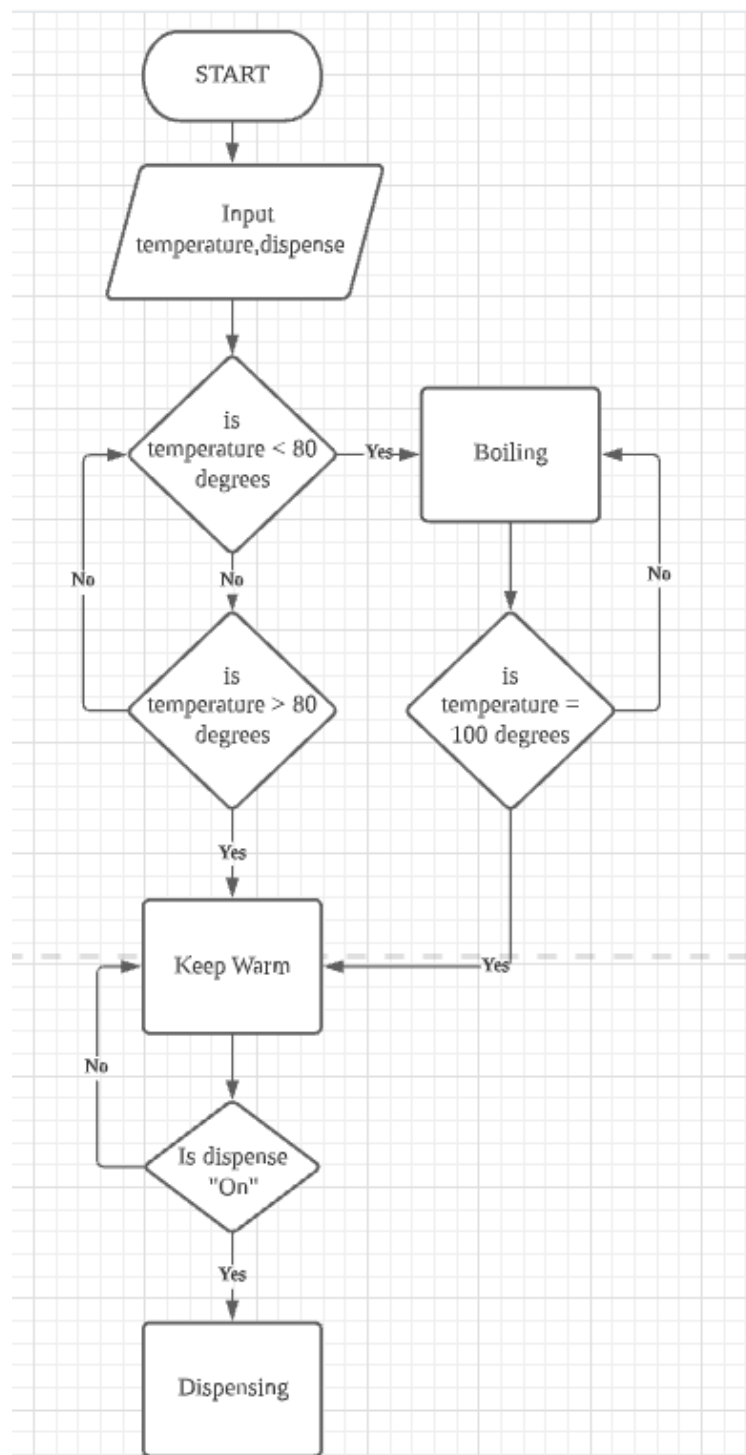 START
Input
temperature,dispense
is
temperature < 80
degrees
Yes
Boiling
No
No
No
is
temperature > 80
degrees
is
temperature =
100 degrees
Yes
Keep Warm
Yes
No
Is dispense
"On"
Yes
Dispensing